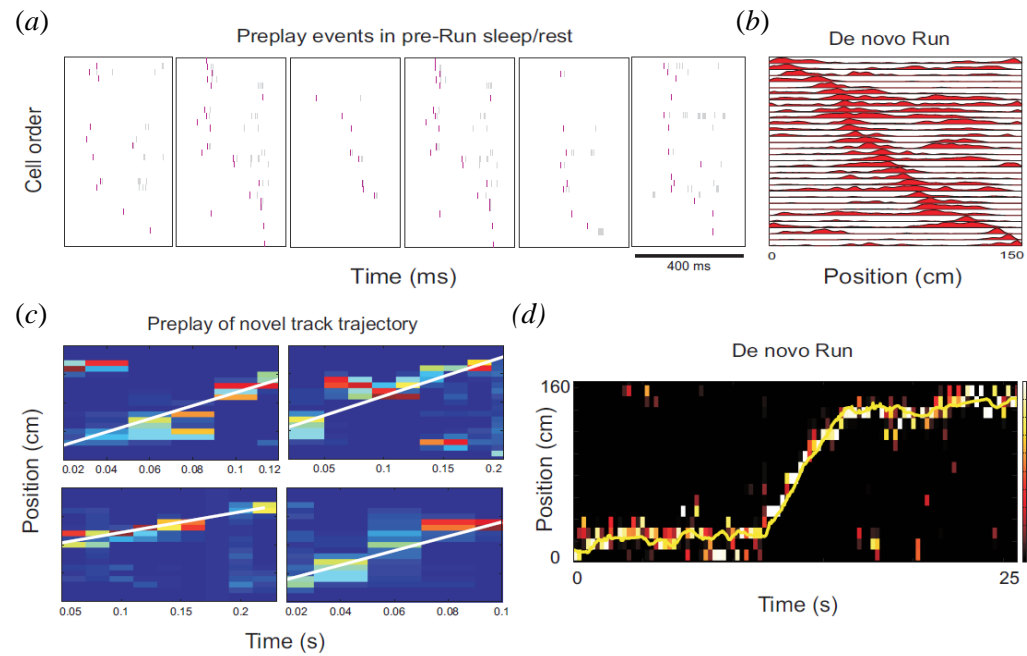 (a)
Preplay events in pre-Run sleep/rest
Cell order
Time (ms)
400 ms
(b)
De novo Run
0 150
Position (cm)
(c)
Preplay of novel track trajectory
Position (cm)
0.02 0.04 0.06 0.08 0.1 0.12
0.05 0.1 0.15 0.2
0.05 0.1 0.15 0.2
0.02 0.04 0.06 0.08 0.1
Time (s)
(d)
De novo Run
160
Position (cm)
0
0 25
Time (s)